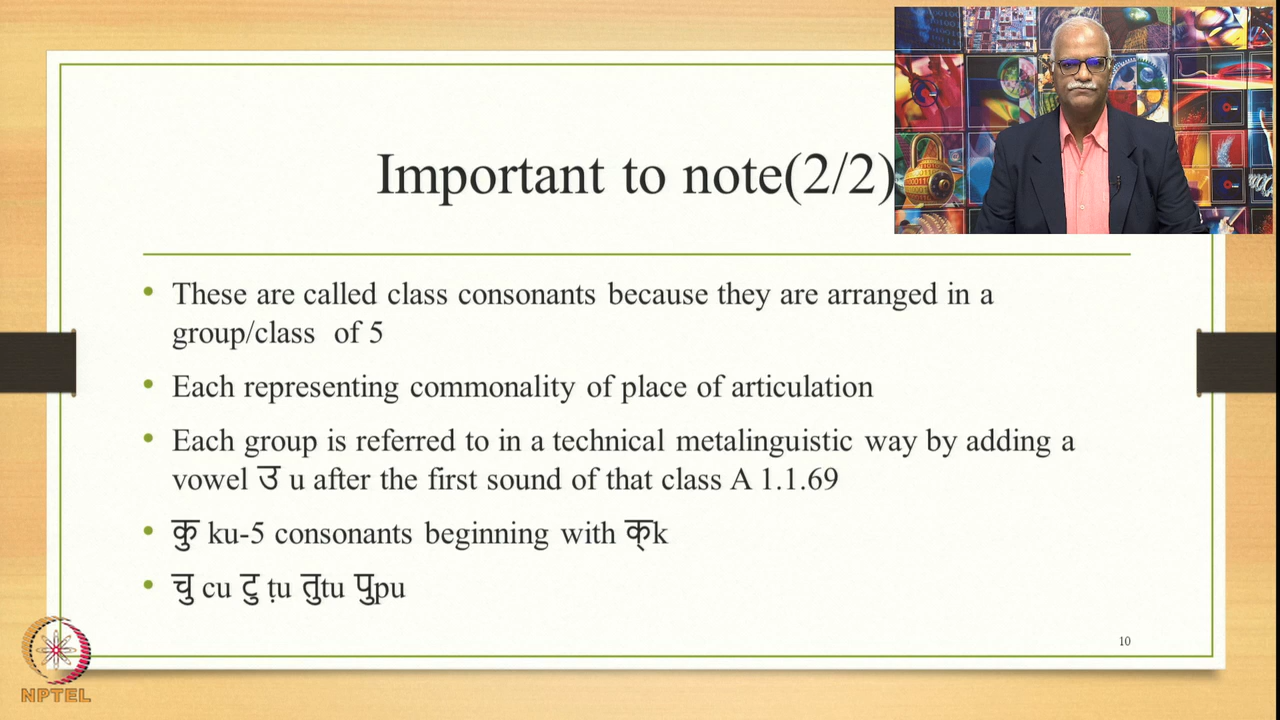 Important to note(2/2)
These are called class consonants because they are arranged in a
group/class of 5
Each representing commonality of place of articulation
Each group is referred to in a technical metalinguistic way by adding a
vowel उ u after the first sound of that class A 1.1.69
कु ku-5 consonants beginning with क्k
चु cu टु ṭu तुtu पुpu
10
NPTEL